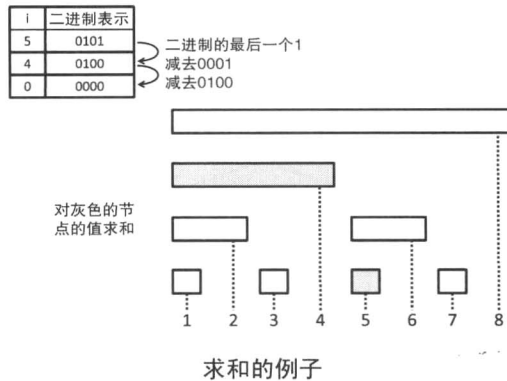 i 二进制表示
5 0101
4 0100
0 0000
二进制的最后一个1
减去0001
减去0100
对灰色的节
点的值求和
1 2 3 4 5 6 7 8
求和的例子